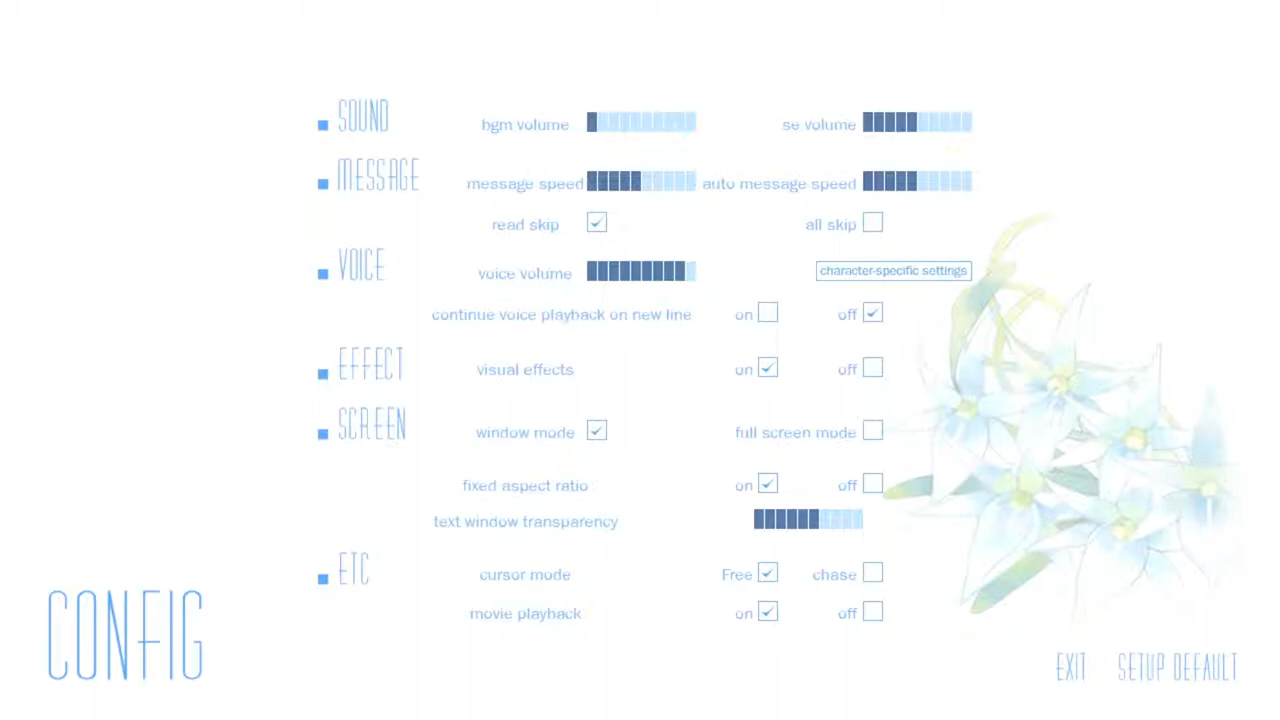 SOUND bgm volume se volume
MESSAGE message speed auto message speed
read skip all skip
VOICE voice volume character-specific settings
continue voice playback on new line on off
EFFECT visual effects on off
SCREEN window mode full screen mode
fixed aspect ratio on off
text window transparency
ETC cursor mode Free chase
movie playback on off
CONFIG
EXIT SETUP DEFAULT